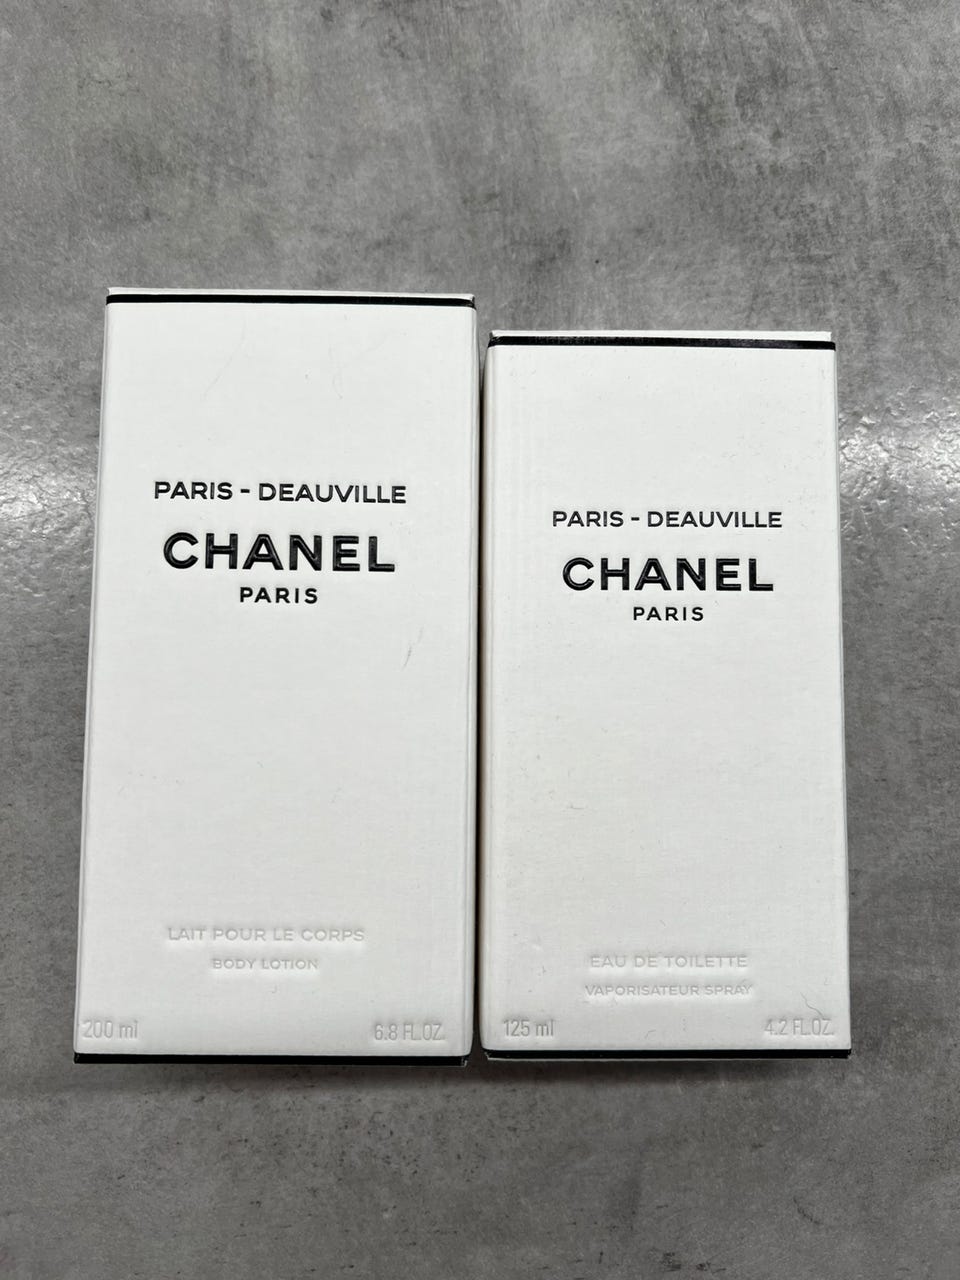 PARIS - DEAUVILLE
CHANEL
PARIS
LAIT POUR LE CORPS
BODY LOTION
200 ml 6.8 FL.OZ.
PARIS - DEAUVILLE
CHANEL
PARIS
EAU DE TOILETTE
VAPORISATEUR SPRAY
125 ml 4.2 FL.OZ.